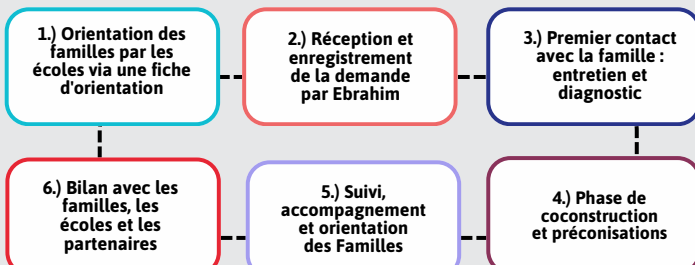 1.) Orientation des
familles par les
écoles via une fiche
d'orientation
2.) Réception et
enregistrement
de la demande
par Ebrahim
3.) Premier contact
avec la famille :
entretien et
diagnostic
4.) Phase de
coconstruction
et préconisations
5.) Suivi,
accompagnement
et orientation
des Familles
6.) Bilan avec les
familles, les
écoles et les
partenaires